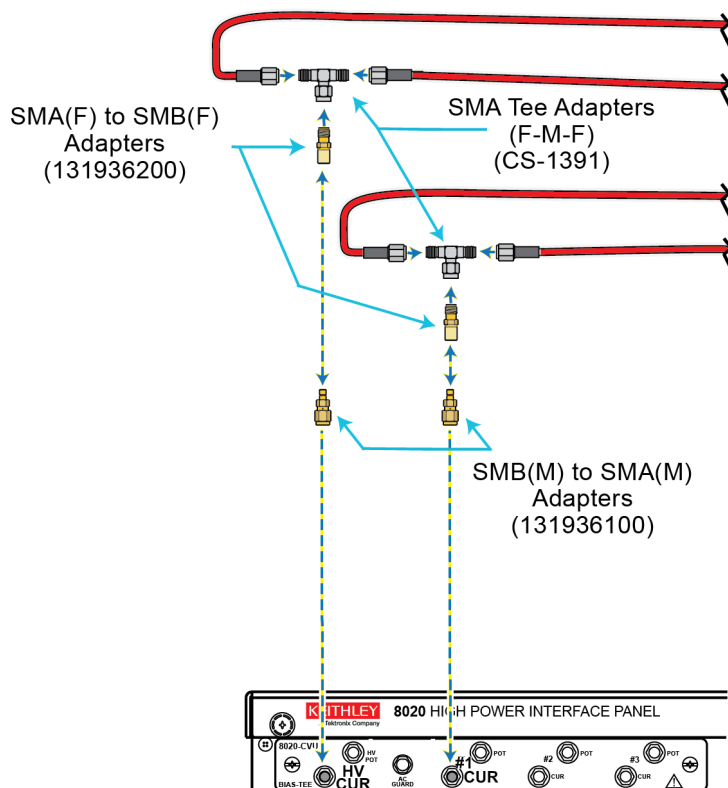 SMA(F) to SMB(F)
Adapters
(131936200)
SMA Tee Adapters
(F-M-F)
(CS-1391)
SMB(M) to SMA(M)
Adapters
(131936100)
KEITHLEY
A Tektronix Company
8020 HIGH POWER INTERFACE PANEL
8020-CVU
HV
POT
AC
GUARD
BIAS-TEE
HV
CUR
#1
CUR
POT
#2
POT
CUR
#3
POT
CUR